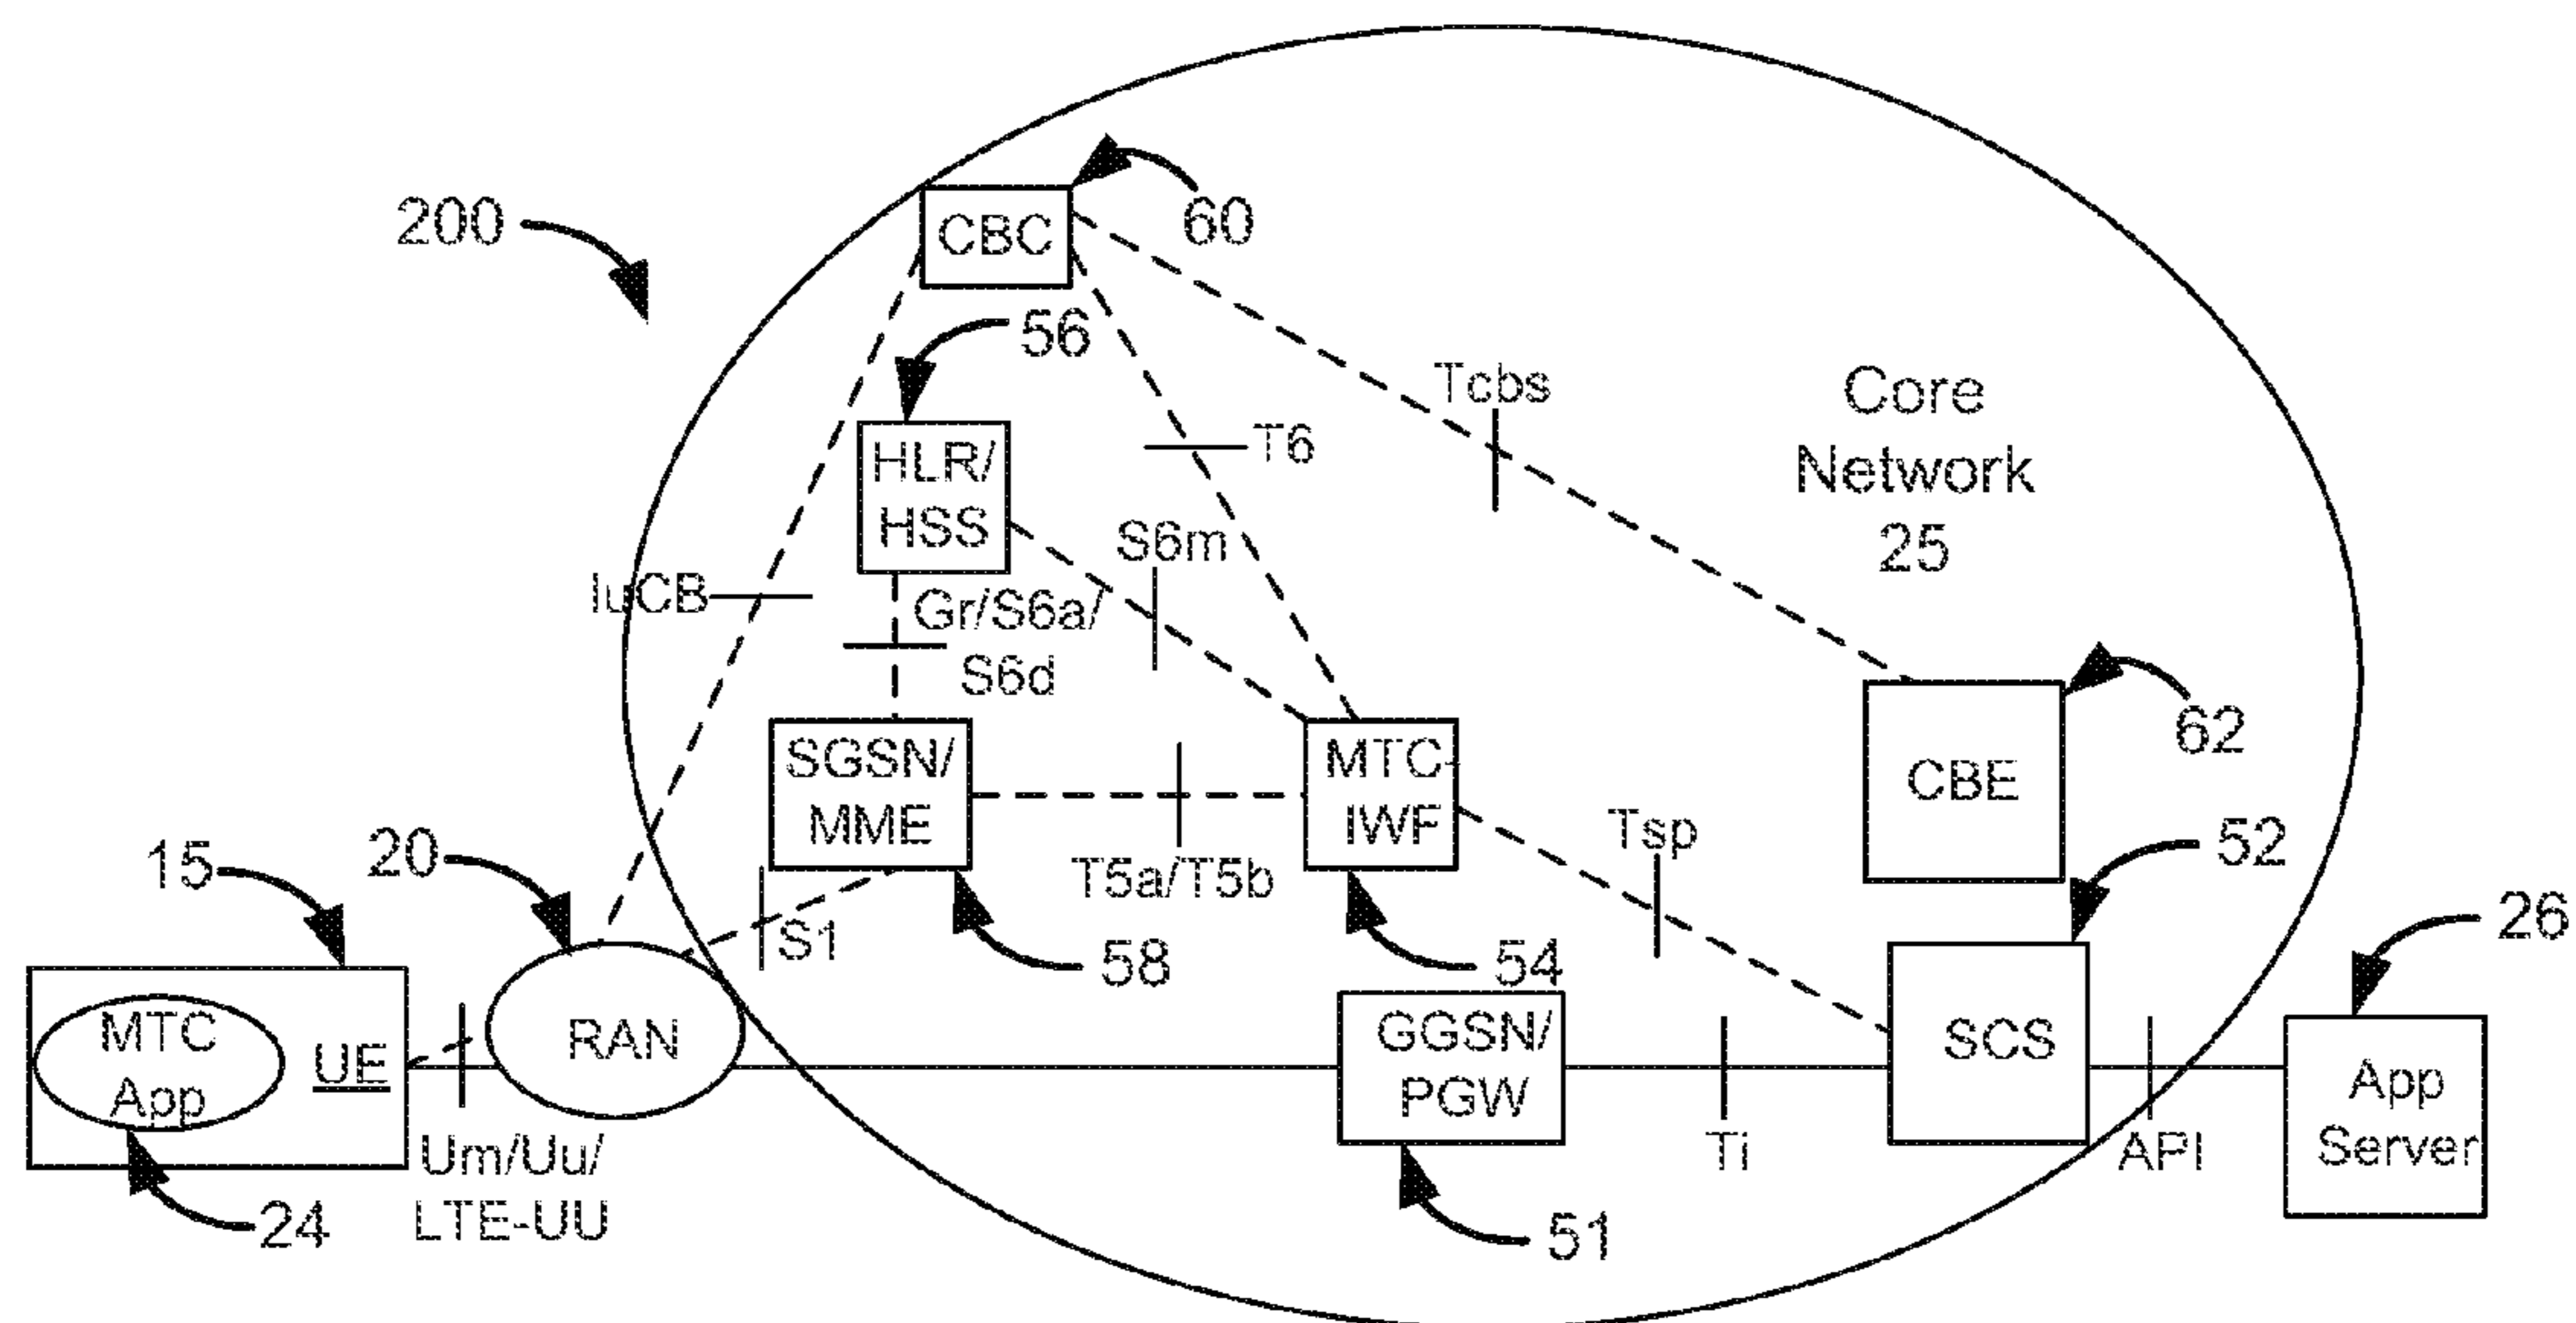 200
CBC
60
56
HLR/
HSS
Tcbs
T6
Core
Network
25
S6m
IuCB
Gr/S6a/
S6d
62
CBE
SGSN/
MME
MTC-
IWF
T5a/T5b
Tsp
52
15
20
S1
58
54
26
MTC
App
UE
RAN
GGSN/
PGW
SCS
App
Server
Um/Uu/
LTE-UU
Ti
API
24
51